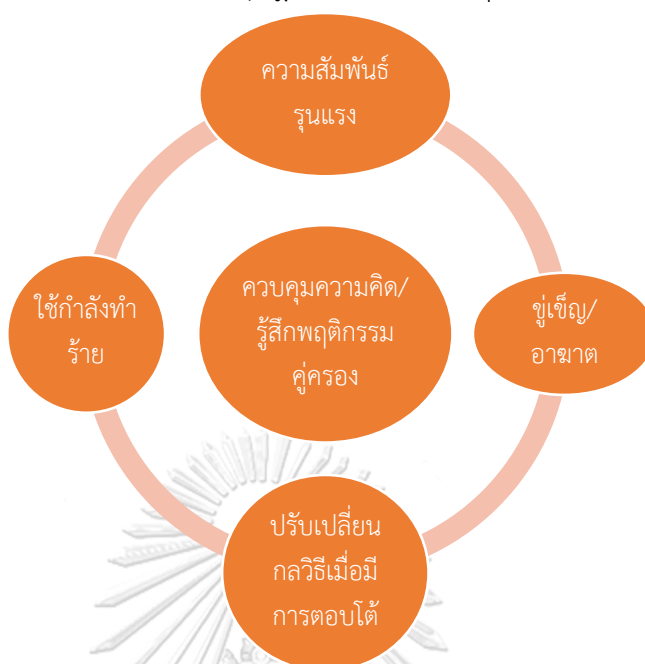 ความสัมพันธ์
รุนแรง
ควบคุมความคิด/
รู้สึกพฤติกรรม
คู่ครอง
ใช้กำลังทำ
ร้าย
ขู่เข็ญ/
อาฆาต
ปรับเปลี่ยน
กลวิธีเมื่อมี
การตอบโต้